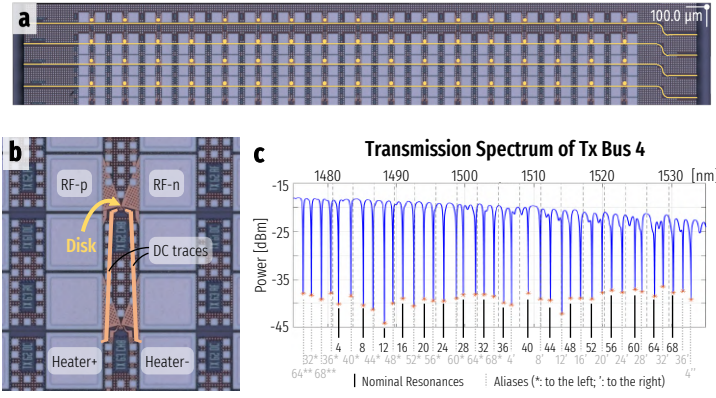 a
100.0 μm
b
RF-p
RF-n
Disk
DC traces
Heater+
Heater-
c
Transmission Spectrum of Tx Bus 4
1480 1490 1500 1510 1520 1530 [nm]
Power [dBm]
-15
-25
-35
-45
4 8 12 16 20 24 28 32 36 40 44 48 52 56 60 64 68
32* 36* 40* 44* 48* 52* 56* 60* 64* 68* 4' 8' 12' 16' 20' 24' 28' 32' 36'
64** 68** 4''
Nominal Resonances
Aliases (*: to the left; ': to the right)